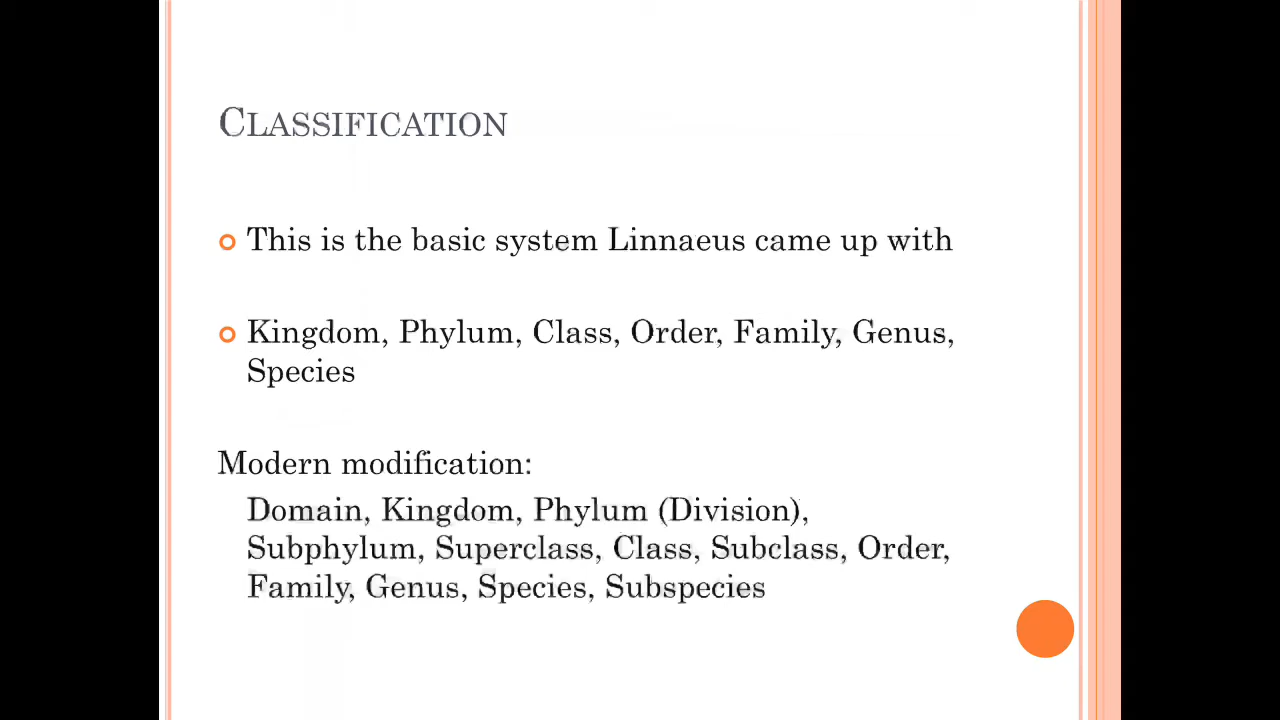 CLASSIFICATION
This is the basic system Linnaeus came up with
Kingdom, Phylum, Class, Order, Family, Genus,
Species
Modern modification:
Domain, Kingdom, Phylum (Division),
Subphylum, Superclass, Class, Subclass, Order,
Family, Genus, Species, Subspecies